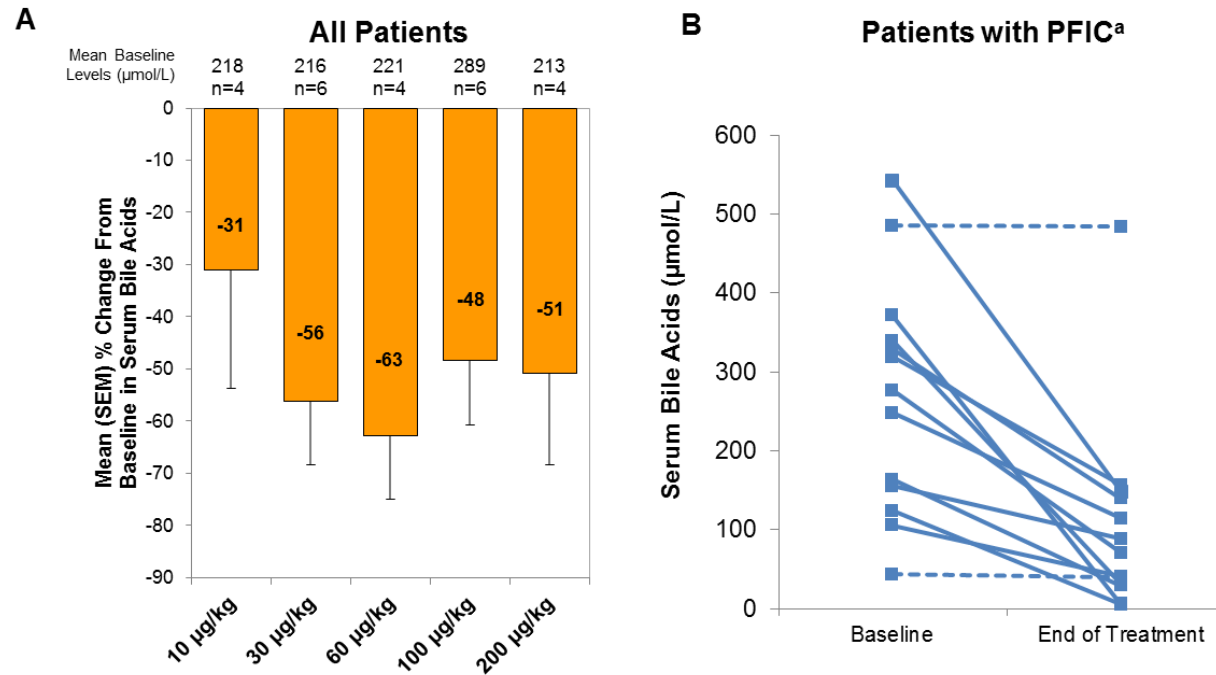 A
All Patients
Mean Baseline
Levels (µmol/L)
218 216 221 289 213
n=4 n=6 n=4 n=6 n=4
Mean (SEM) % Change From
Baseline in Serum Bile Acids
0
-10
-20
-30
-40
-50
-60
-70
-80
-90
-31
-56
-63
-48
-51
10 µg/kg
30 µg/kg
60 µg/kg
100 µg/kg
200 µg/kg
B
Patients with PFICᵃ
Serum Bile Acids (µmol/L)
600
500
400
300
200
100
0
Baseline
End of Treatment